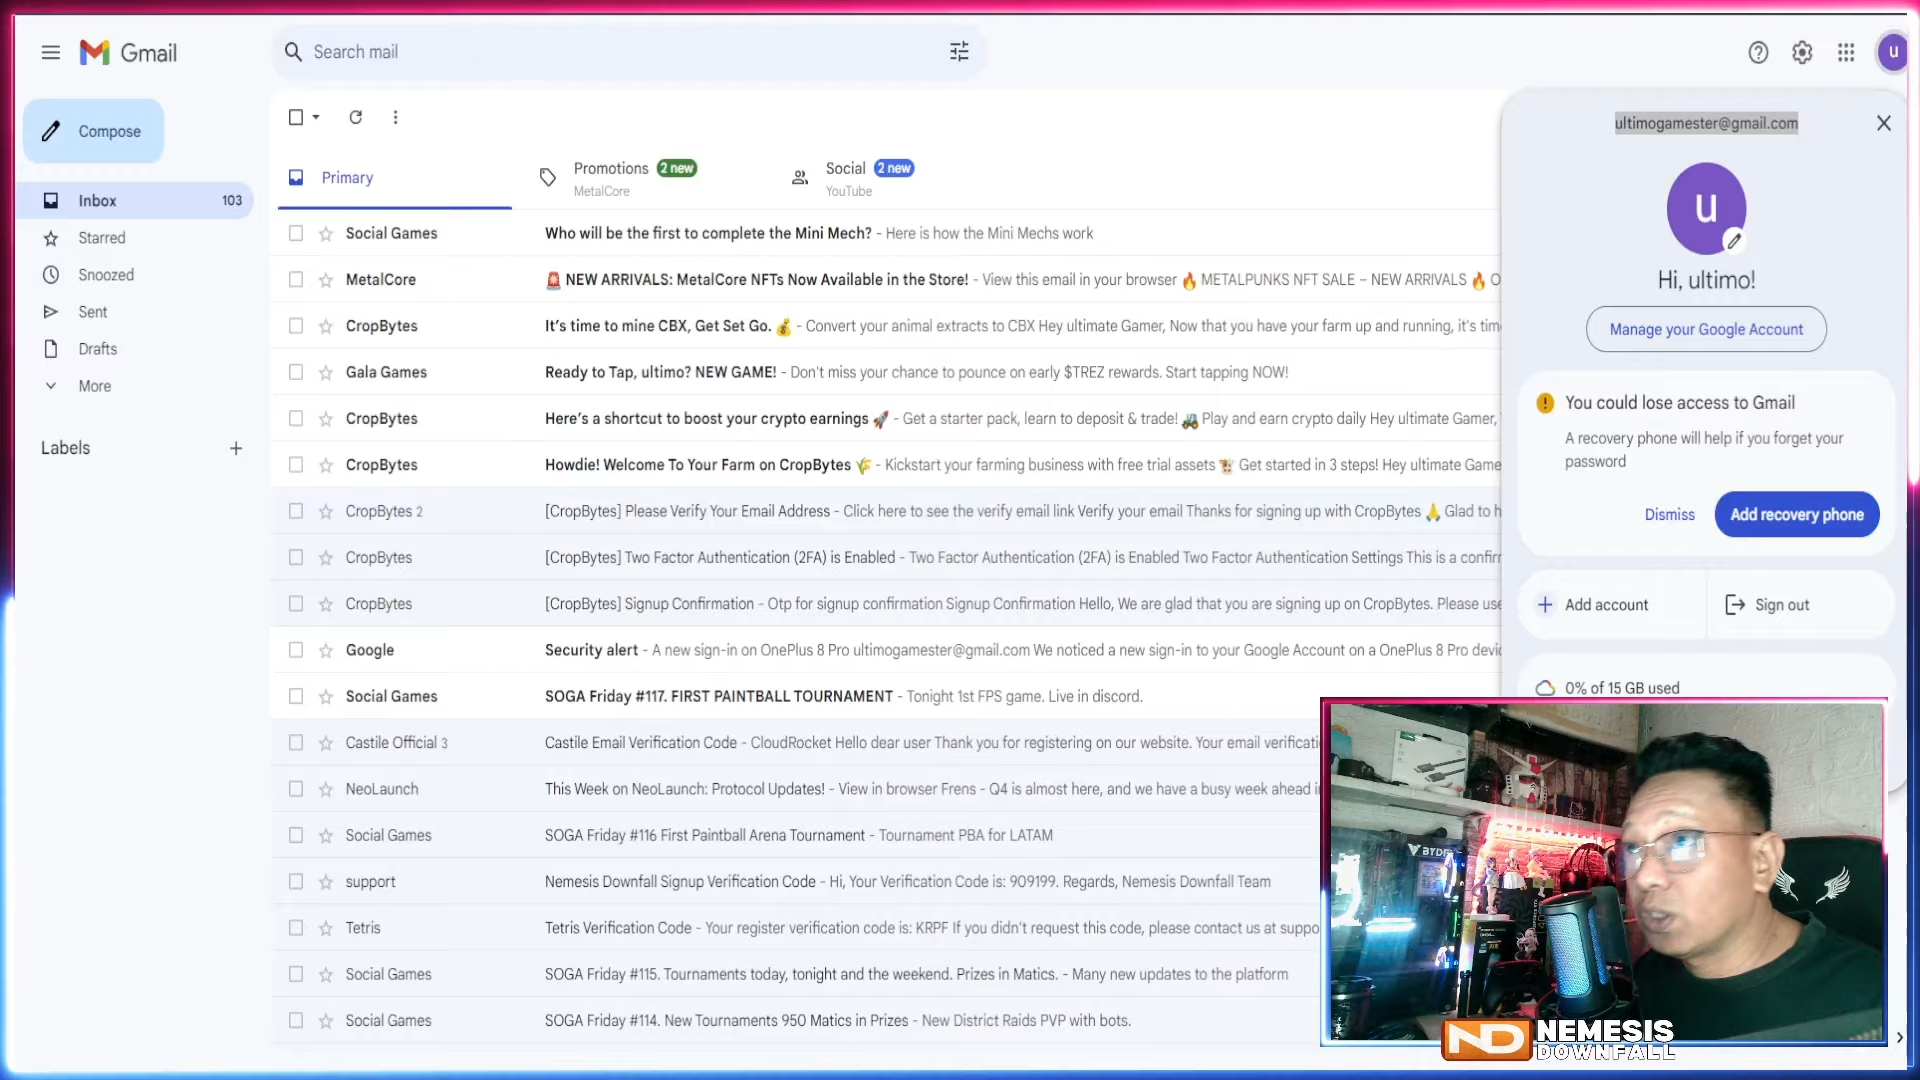 Gmail
Search mail
u
Compose
Inbox 103
Starred
Snoozed
Sent
Drafts
More
Labels
Primary
Promotions 2 new
MetalCore
Social 2 new
YouTube
Social Games Who will be the first to complete the Mini Mech? - Here is how the Mini Mechs work
MetalCore 🚨 NEW ARRIVALS: MetalCore NFTs Now Available in the Store! - View this email in your browser 🔥 METALPUNKS NFT SALE – NEW ARRIVALS 🔥 O
CropBytes It's time to mine CBX, Get Set Go. 💰 - Convert your animal extracts to CBX Hey ultimate Gamer, Now that you have your farm up and running, it's tim
Gala Games Ready to Tap, ultimo? NEW GAME! - Don't miss your chance to pounce on early $TREZ rewards. Start tapping NOW!
CropBytes Here's a shortcut to boost your crypto earnings 🚀 - Get a starter pack, learn to deposit & trade! 🚜 Play and earn crypto daily Hey ultimate Gamer,
CropBytes Howdie! Welcome To Your Farm on CropBytes 🌾 - Kickstart your farming business with free trial assets 🐮 Get started in 3 steps! Hey ultimate Game
CropBytes 2 [CropBytes] Please Verify Your Email Address - Click here to see the verify email link Verify your email Thanks for signing up with CropBytes 🙏 Glad to h
CropBytes [CropBytes] Two Factor Authentication (2FA) is Enabled - Two Factor Authentication (2FA) is Enabled Two Factor Authentication Settings This is a confir
CropBytes [CropBytes] Signup Confirmation - Otp for signup confirmation Signup Confirmation Hello, We are glad that you are signing up on CropBytes. Please use
Google Security alert - A new sign-in on OnePlus 8 Pro ultimogamester@gmail.com We noticed a new sign-in to your Google Account on a OnePlus 8 Pro devic
Social Games SOGA Friday #117. FIRST PAINTBALL TOURNAMENT - Tonight 1st FPS game. Live in discord.
Castile Official 3 Castile Email Verification Code - CloudRocket Hello dear user Thank you for registering on our website. Your email verificati
NeoLaunch This Week on NeoLaunch: Protocol Updates! - View in browser Frens - Q4 is almost here, and we have a busy week ahead i
Social Games SOGA Friday #116 First Paintball Arena Tournament - Tournament PBA for LATAM
support Nemesis Downfall Signup Verification Code - Hi, Your Verification Code is: 909199. Regards, Nemesis Downfall Team
Tetris Tetris Verification Code - Your register verification code is: KRPF If you didn't request this code, please contact us at suppo
Social Games SOGA Friday #115. Tournaments today, tonight and the weekend. Prizes in Matics. - Many new updates to the platform
Social Games SOGA Friday #114. New Tournaments 950 Matics in Prizes - New District Raids PVP with bots.
ultimogamester@gmail.com
u
Hi, ultimo!
Manage your Google Account
You could lose access to Gmail
A recovery phone will help if you forget your
password
Dismiss
Add recovery phone
Add account
Sign out
0% of 15 GB used
ND NEMESIS
DOWNFALL